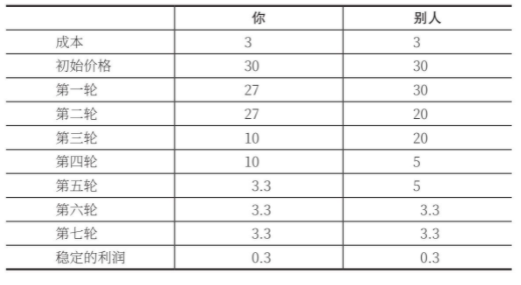 你 别人
成本 3 3
初始价格 30 30
第一轮 27 30
第二轮 27 20
第三轮 10 20
第四轮 10 5
第五轮 3.3 5
第六轮 3.3 3.3
第七轮 3.3 3.3
稳定的利润 0.3 0.3